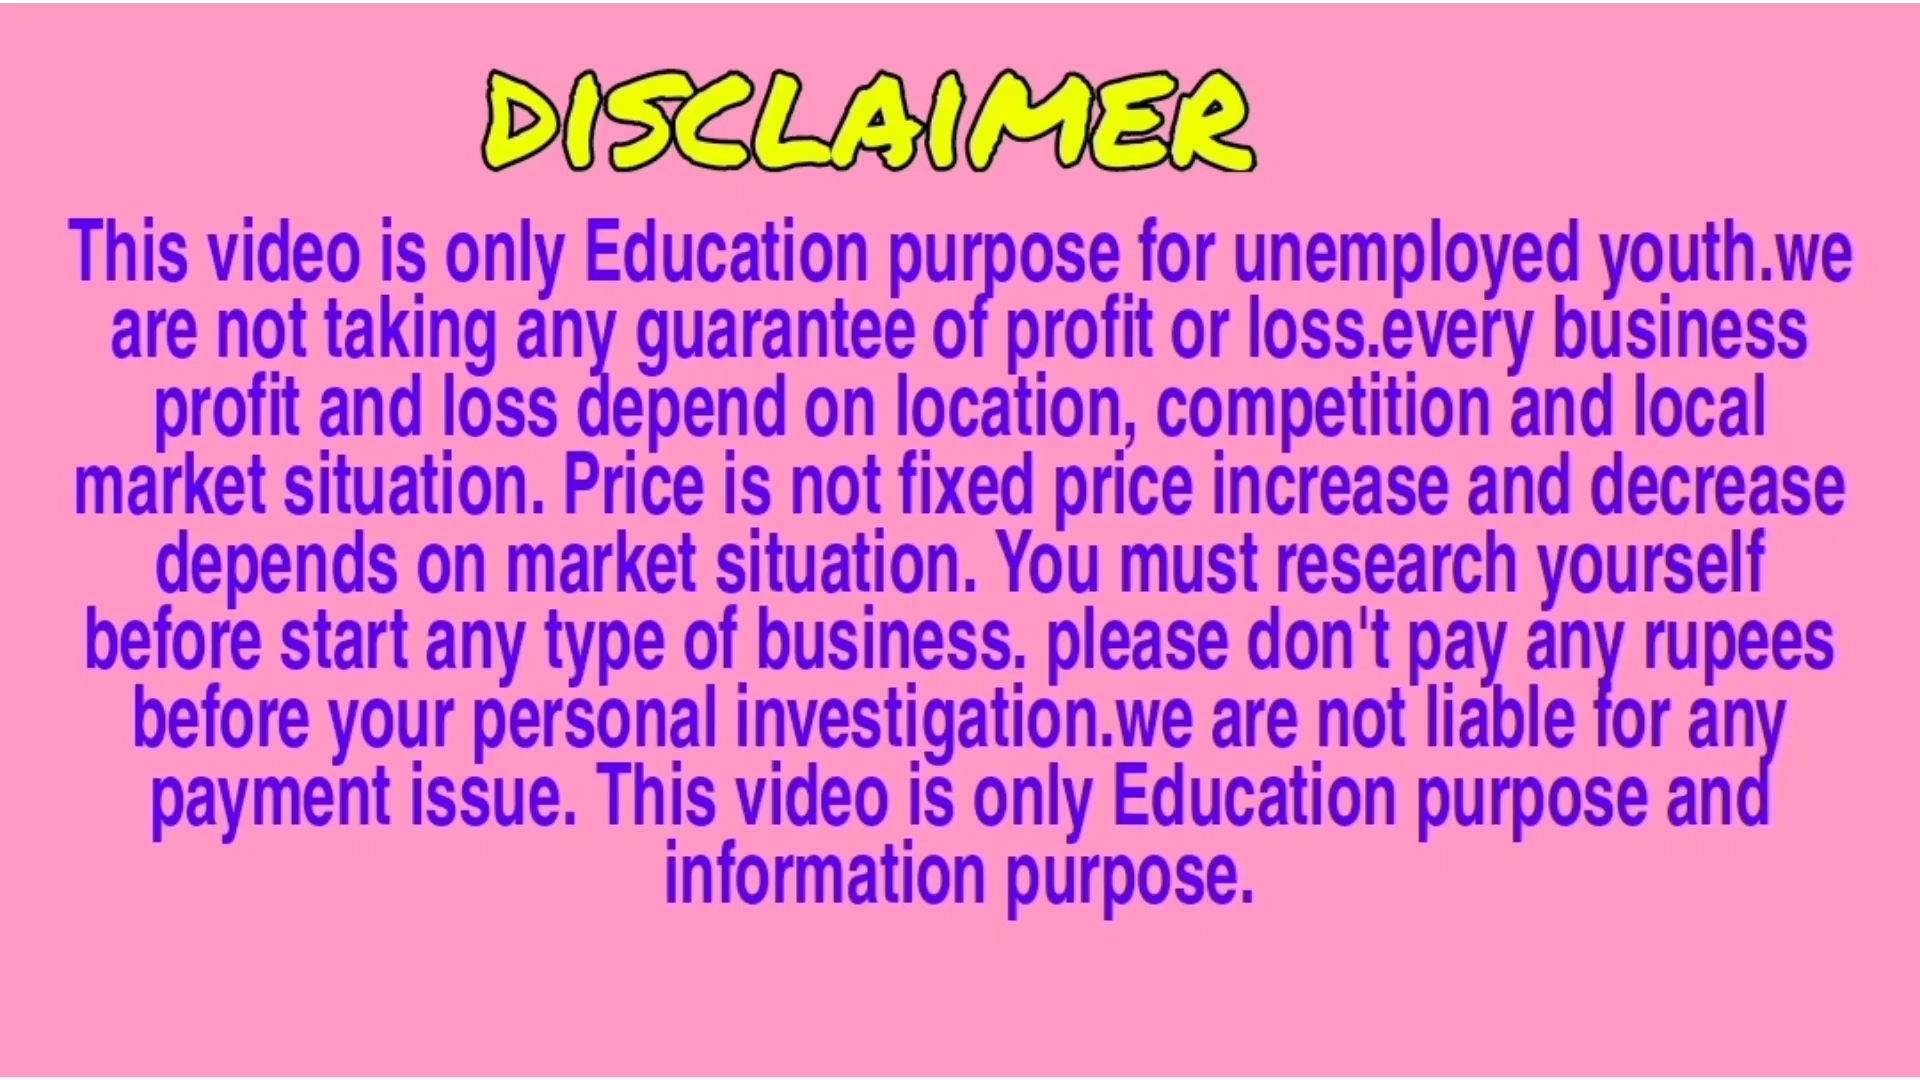 DISCLAIMER
This video is only Education purpose for unemployed youth.we
are not taking any guarantee of profit or loss.every business
profit and loss depend on location, competition and local
market situation. Price is not fixed price increase and decrease
depends on market situation. You must research yourself
before start any type of business. please don't pay any rupees
before your personal investigation.we are not liable for any
payment issue. This video is only Education purpose and
information purpose.